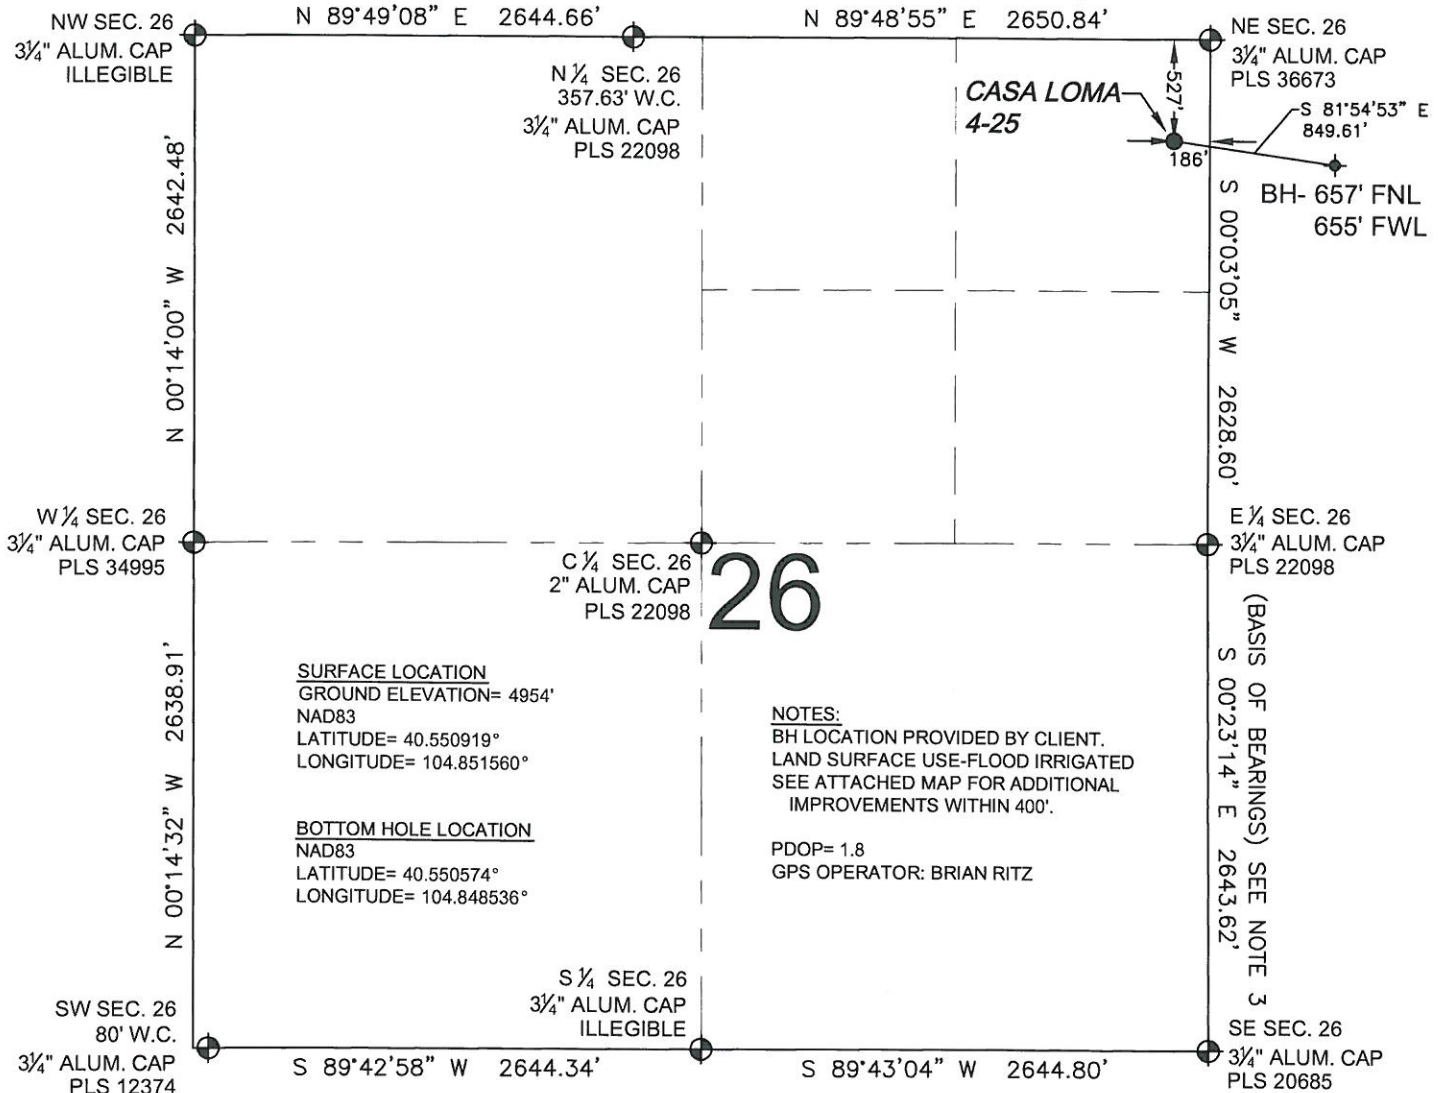 N 89°49'08" E 2644.66'
N 89°48'55" E 2650.84'
NW SEC. 26
3¼" ALUM. CAP
ILLEGIBLE
N ¼ SEC. 26
357.63' W.C.
3¼" ALUM. CAP
PLS 22098
NE SEC. 26
3¼" ALUM. CAP
PLS 36673
CASA LOMA
4-25
527'
186'
S 81°54'53" E
849.61'
BH- 657' FNL
655' FWL
N 00°14'00" W 2642.48'
S 00°03'05" W 2628.60'
W ¼ SEC. 26
3¼" ALUM. CAP
PLS 34995
C ¼ SEC. 26
2" ALUM. CAP
PLS 22098
26
E ¼ SEC. 26
3¼" ALUM. CAP
PLS 22098
N 00°14'32" W 2638.91'
SURFACE LOCATION
GROUND ELEVATION= 4954'
NAD83
LATITUDE= 40.550919°
LONGITUDE= 104.851560°
BOTTOM HOLE LOCATION
NAD83
LATITUDE= 40.550574°
LONGITUDE= 104.848536°
NOTES:
BH LOCATION PROVIDED BY CLIENT.
LAND SURFACE USE-FLOOD IRRIGATED
SEE ATTACHED MAP FOR ADDITIONAL
IMPROVEMENTS WITHIN 400'.
PDOP= 1.8
GPS OPERATOR: BRIAN RITZ
S 00°23'14" E 2643.62'
(BASIS OF BEARINGS) SEE NOTE 3
SW SEC. 26
80' W.C.
3¼" ALUM. CAP
PLS 12374
S ¼ SEC. 26
3¼" ALUM. CAP
ILLEGIBLE
SE SEC. 26
3¼" ALUM. CAP
PLS 20685
S 89°42'58" W 2644.34'
S 89°43'04" W 2644.80'